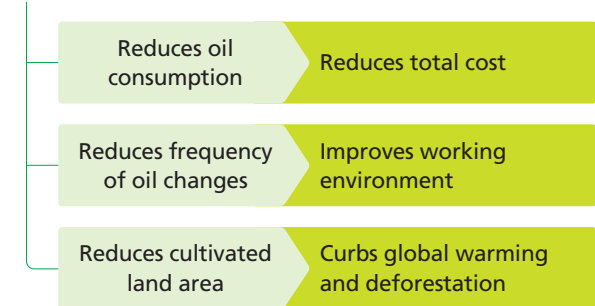 Reduces oil
consumption
Reduces total cost
Reduces frequency
of oil changes
Improves working
environment
Reduces cultivated
land area
Curbs global warming
and deforestation